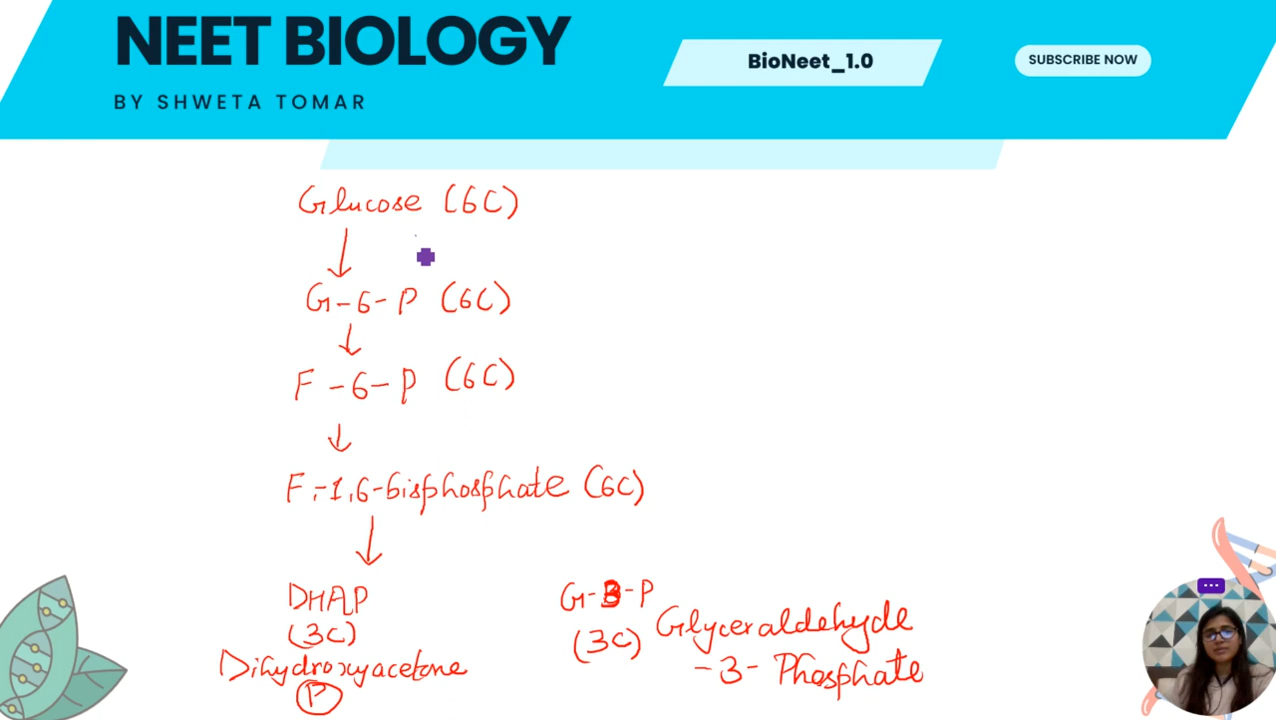 NEET BIOLOGY
BY SHWETA TOMAR
BioNeet_1.0
SUBSCRIBE NOW
Glucose (6C)
G-6-P (6C)
F-6-P (6C)
F-1,6-bisphosphate (6C)
DHAP G-3-P
(3C) (3C) Glyceraldehyde
Dihydroxyacetone -3-Phosphate
P